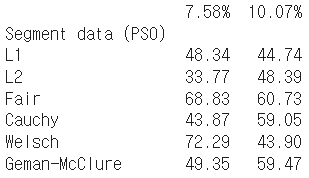 7.58% 10.07%
Segment data (PSO)
L1 48.34 44.74
L2 33.77 48.39
Fair 68.83 60.73
Cauchy 43.87 59.05
Welsch 72.29 43.90
Geman-McClure 49.35 59.47